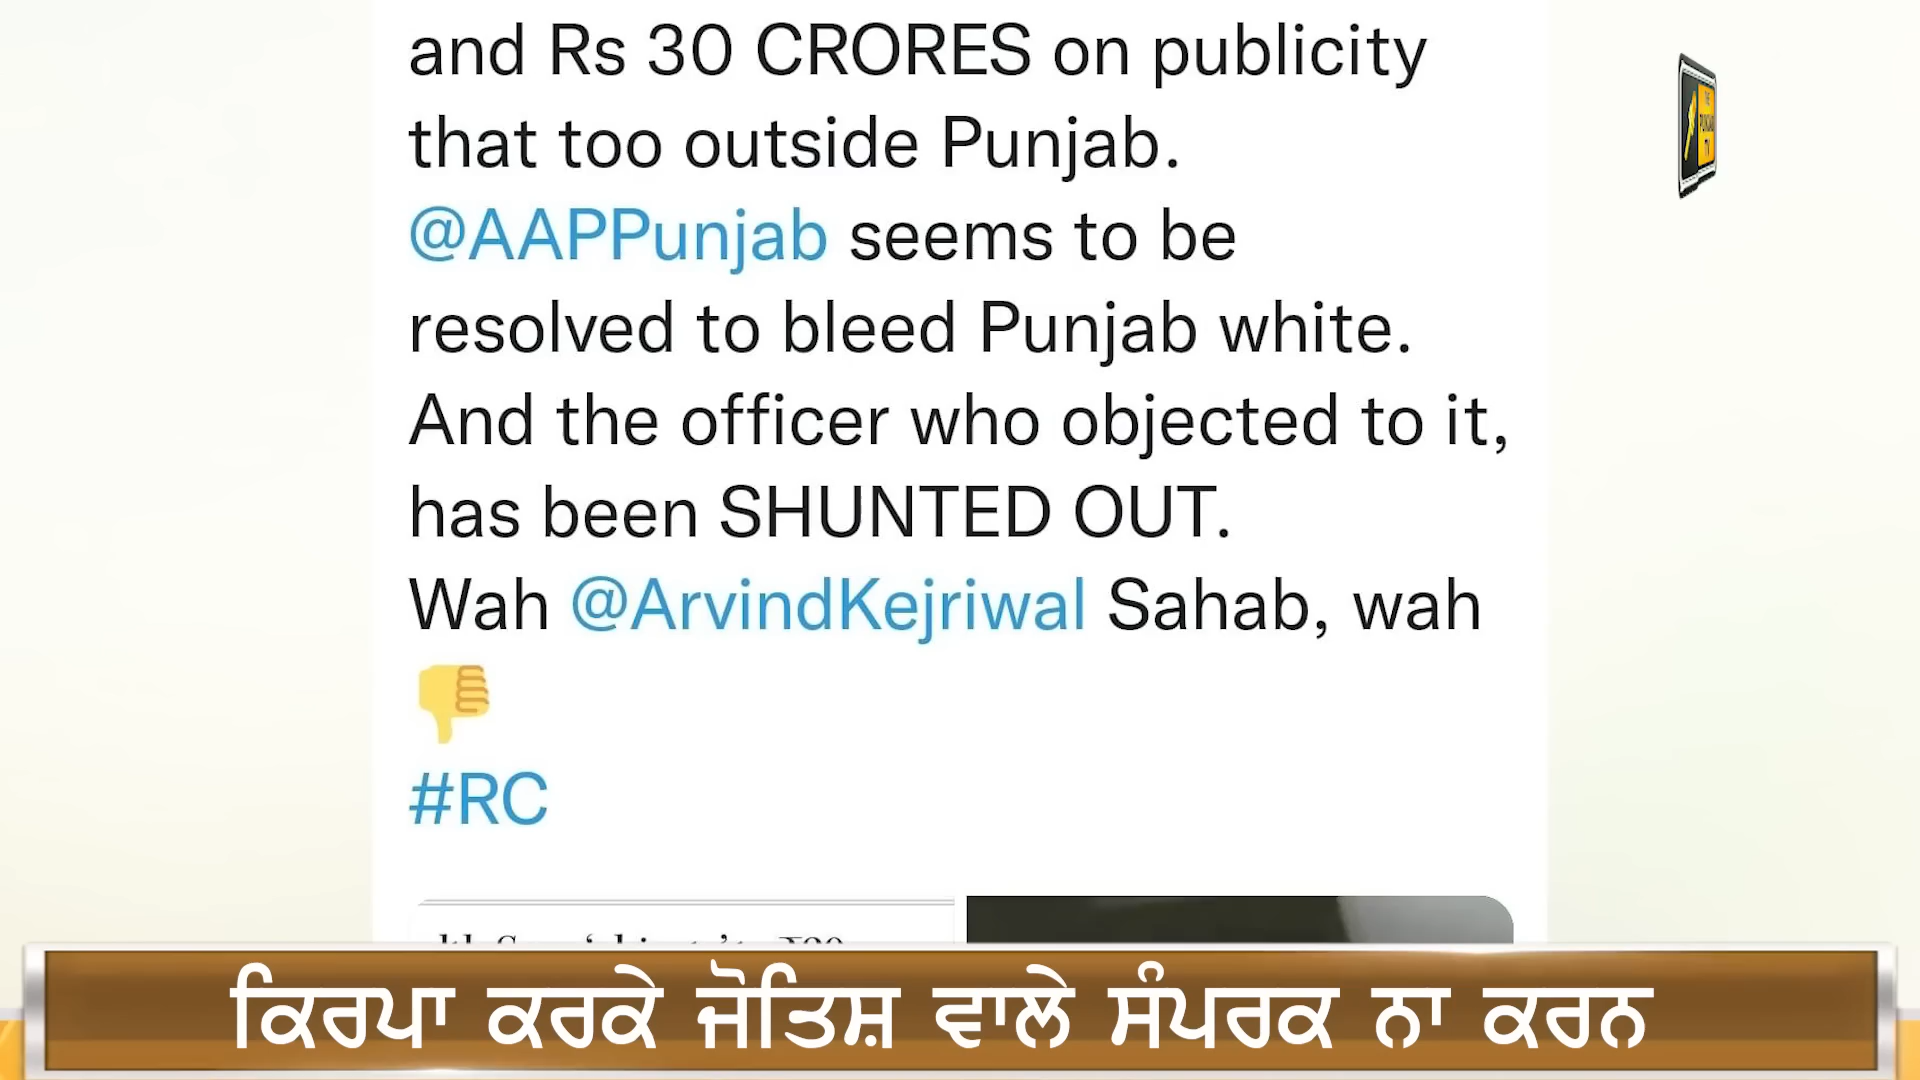 and Rs 30 CRORES on publicity
that too outside Punjab.
@AAPPunjab seems to be
resolved to bleed Punjab white.
And the officer who objected to it,
has been SHUNTED OUT.
Wah @ArvindKejriwal Sahab, wah
👎
#RC
ਕਿਰਪਾ ਕਰਕੇ ਜੋਤਿਸ਼ ਵਾਲੇ ਸੰਪਰਕ ਨਾ ਕਰਨ